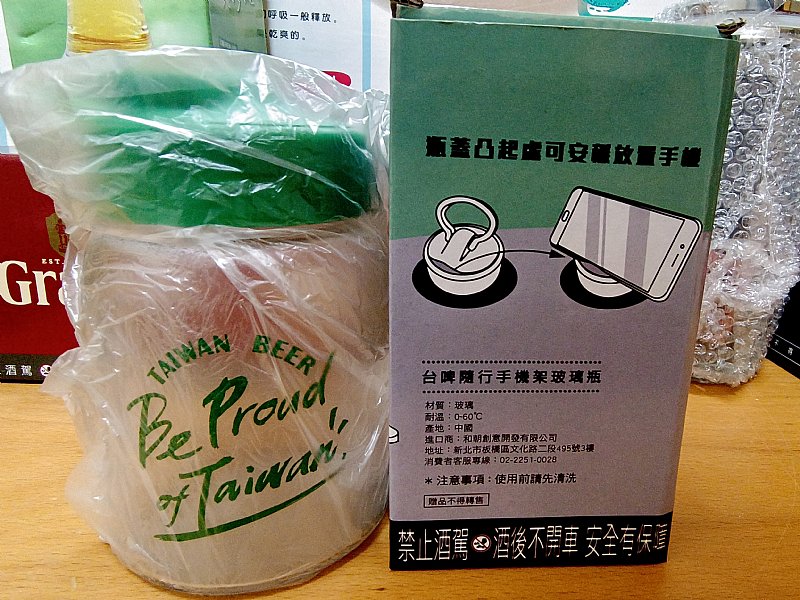 呼吸一般釋放。
乾爽的。
EST
Gra
酒駕
TAIWAN BEER
Be Proud
of Taiwan!
瓶蓋凸起處可安穩放置手機
台啤隨行手機架玻璃瓶
材質：玻璃
耐溫：0-60℃
產地：中國
進口商：和朝創意開發有限公司
地址：新北市板橋區文化路二段495號3樓
消費者客服專線：02-2251-0028
＊注意事項：使用前請先清洗
贈品不得轉售
禁止酒駕 酒後不開車 安全有保障